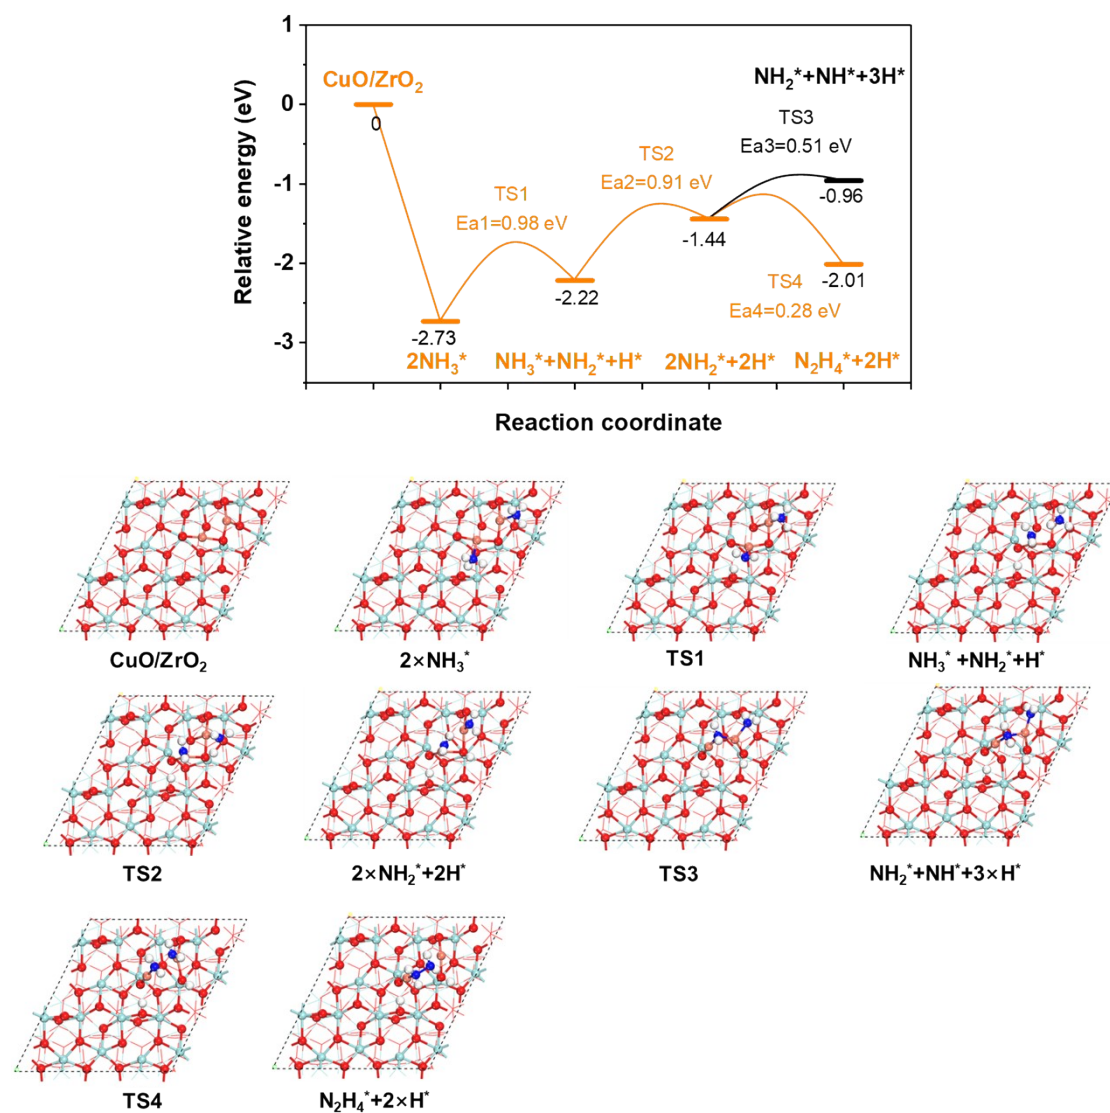 1
CuO/ZrO₂
NH₂*+NH*+3H*
0
0
TS3
Ea3=0.51 eV
TS2
Ea2=0.91 eV
-1
-0.96
TS1
Ea1=0.98 eV
-1.44
-2
-2.22
-2.01
TS4
Ea4=0.28 eV
-2.73
-3
2NH₃*
NH₃*+NH₂*+H*
2NH₂*+2H*
N₂H₄*+2H*
Relative energy (eV)
Reaction coordinate
CuO/ZrO₂
2×NH₃*
TS1
NH₃* +NH₂*+H*
TS2
2×NH₂*+2H*
TS3
NH₂*+NH*+3×H*
TS4
N₂H₄*+2×H*